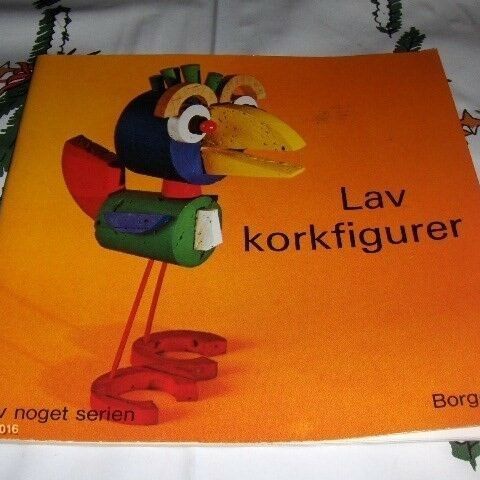 Lav
korkfigurer
v noget serien
Borg
016